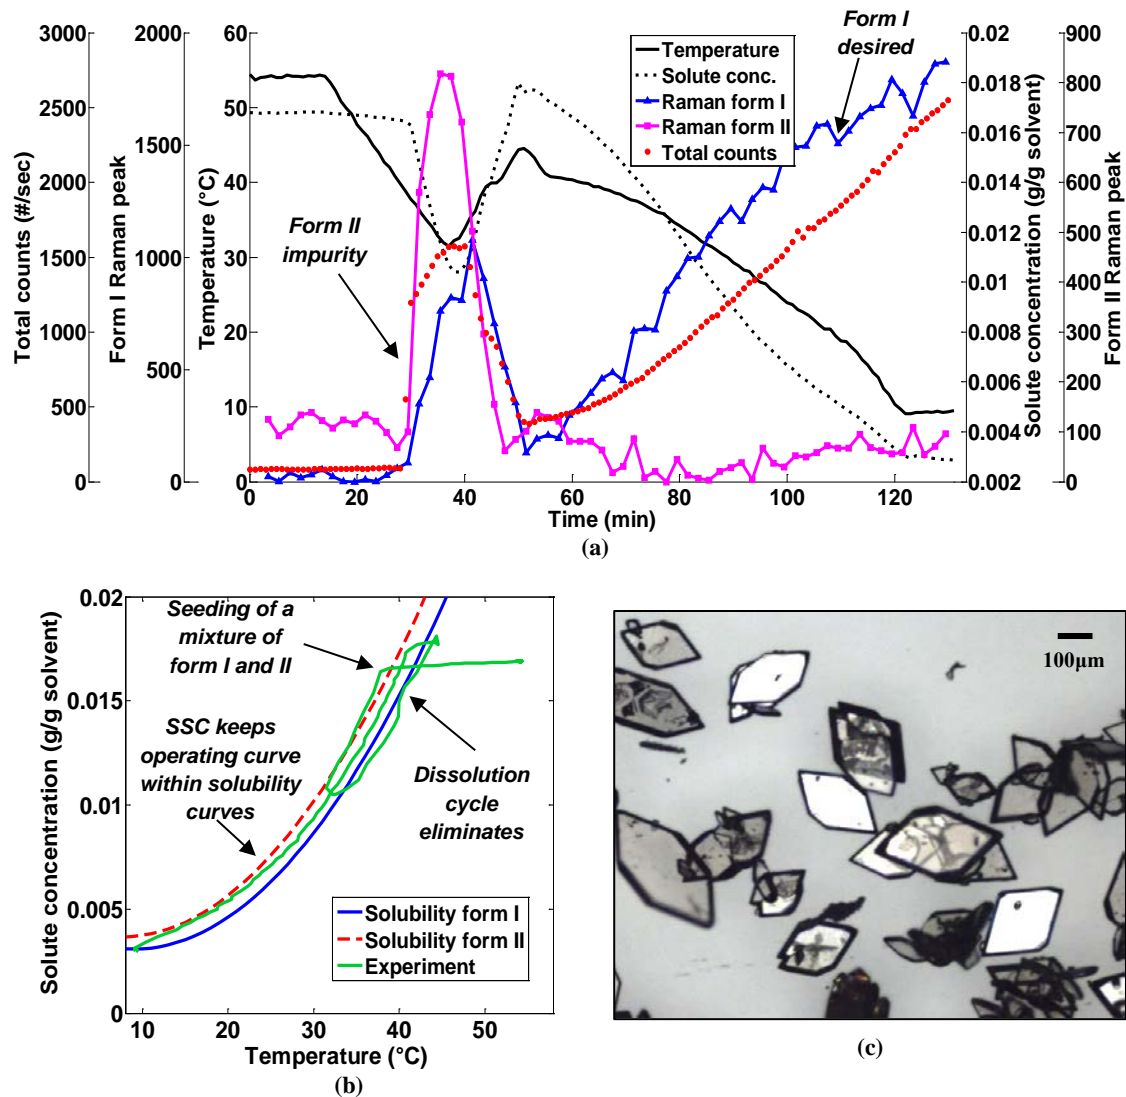 3000
2500
2000
1500
1000
500
0
Total counts (#/sec)
2000
1500
1000
500
0
Form I Raman peak
60
50
40
30
20
10
0
Temperature (°C)
Form II
impurity
Temperature
Solute conc.
Raman form I
Raman form II
Total counts
Form I
desired
0.02
0.018
0.016
0.014
0.012
0.01
0.008
0.006
0.004
0.002
Solute concentration (g/g solvent)
900
800
700
600
500
400
300
200
100
0
Form II Raman peak
0 20 40 60 80 100 120
Time (min)
(a)
0.02
0.015
0.01
0.005
0
Solute concentration (g/g solvent)
Seeding of a
mixture of
form I and II
SSC keeps
operating curve
within solubility
curves
Dissolution
cycle
eliminates
Solubility form I
Solubility form II
Experiment
10 20 30 40 50
Temperature (°C)
(b)
100µm
(c)